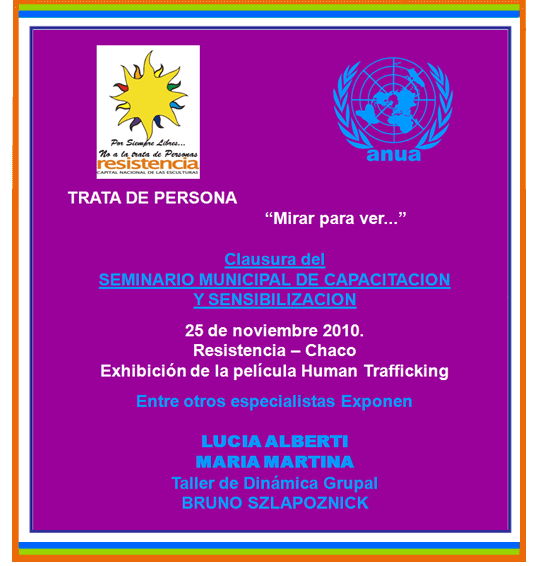 Por Siempre Libres...
No a la trata de Personas
resistencia
CAPITAL NACIONAL DE LAS ESCULTURAS
anua
TRATA DE PERSONA
“Mirar para ver...”
Clausura del
SEMINARIO MUNICIPAL DE CAPACITACION
Y SENSIBILIZACION
25 de noviembre 2010.
Resistencia – Chaco
Exhibición de la película Human Trafficking
Entre otros especialistas Exponen
LUCIA ALBERTI
MARIA MARTINA
Taller de Dinámica Grupal
BRUNO SZLAPOZNICK